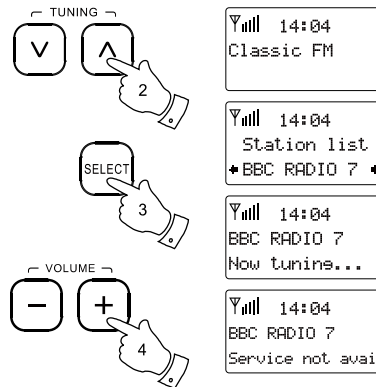 TUNING
2
SELECT
3
VOLUME
4
14:04
Classic FM
14:04
Station list
BBC RADIO 7
14:04
BBC RADIO 7
Now tuning...
14:04
BBC RADIO 7
Service not avai